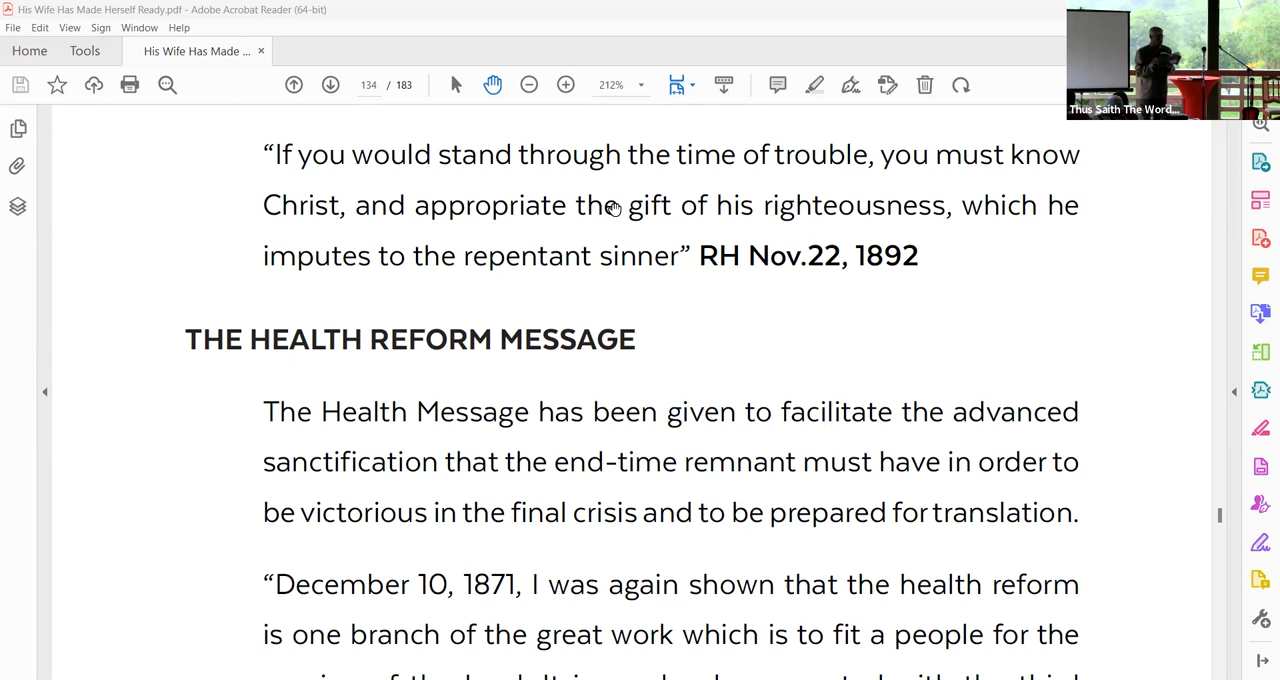 His Wife Has Made Herself Ready.pdf - Adobe Acrobat Reader (64-bit)
File Edit View Sign Window Help
Home Tools His Wife Has Made ... ×
134 / 183 212%
Thus Saith The Word...
“If you would stand through the time of trouble, you must know
Christ, and appropriate the gift of his righteousness, which he
imputes to the repentant sinner” RH Nov.22, 1892
THE HEALTH REFORM MESSAGE
The Health Message has been given to facilitate the advanced
sanctification that the end-time remnant must have in order to
be victorious in the final crisis and to be prepared for translation.
“December 10, 1871, I was again shown that the health reform
is one branch of the great work which is to fit a people for the